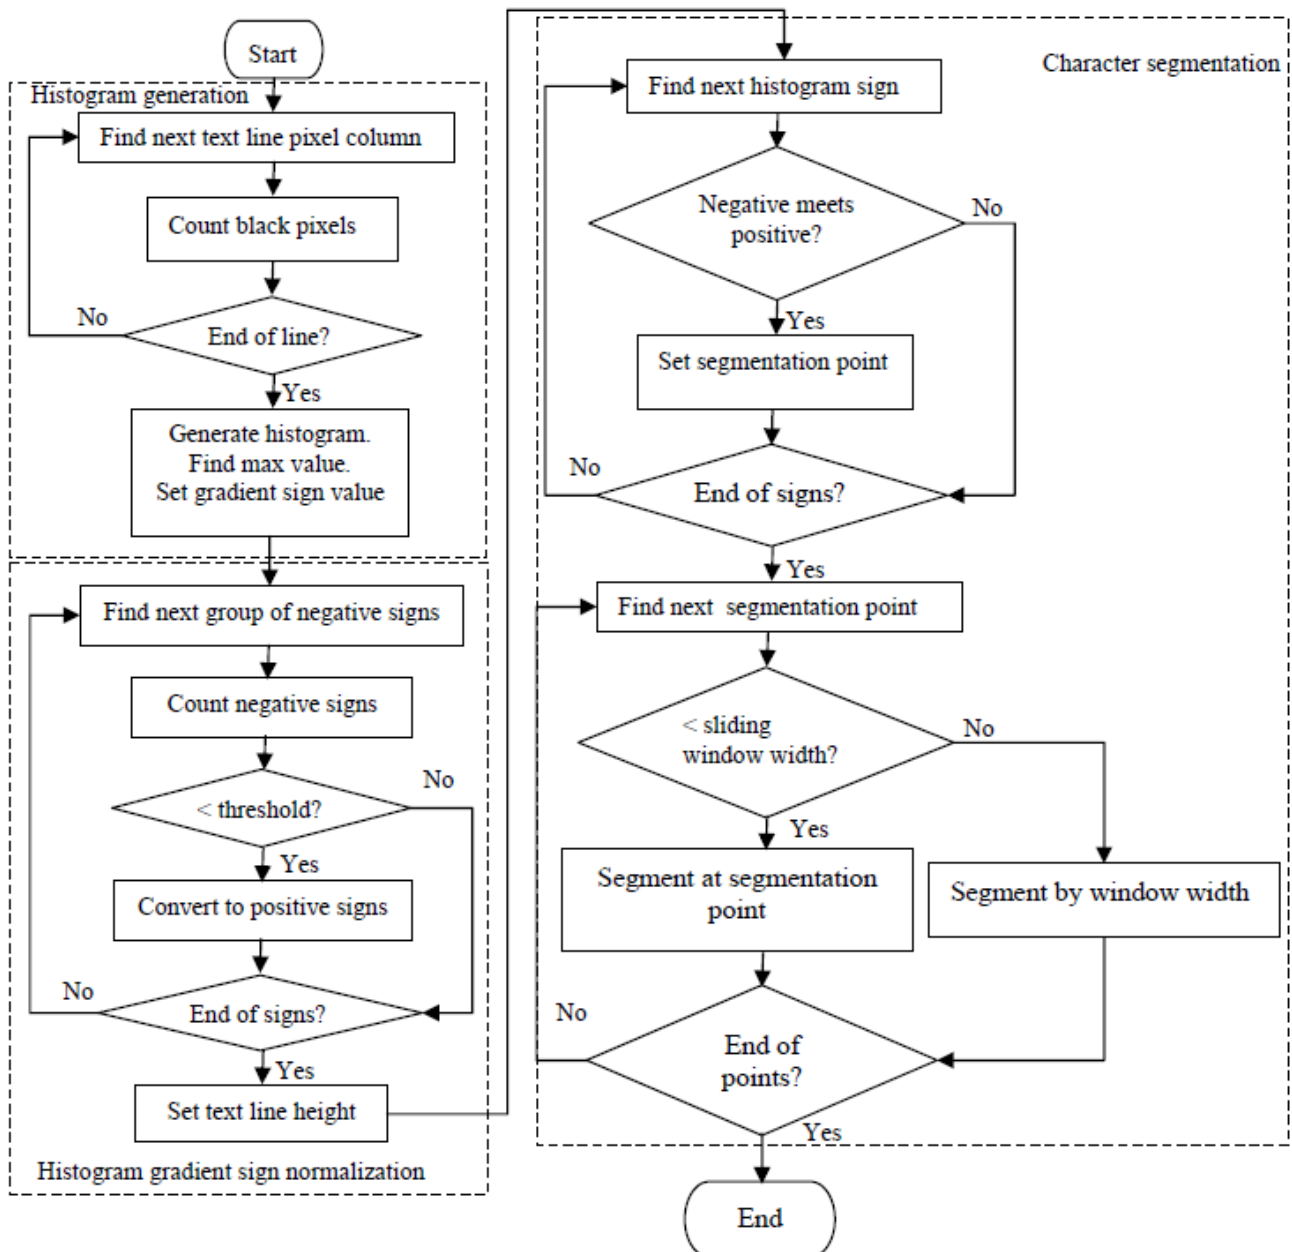 Start
Histogram generation
Find next text line pixel column
Count black pixels
No
End of line?
Yes
Generate histogram.
Find max value.
Set gradient sign value
Find next group of negative signs
Count negative signs
No
< threshold?
Yes
Convert to positive signs
No
End of signs?
Yes
Set text line height
Histogram gradient sign normalization
Character segmentation
Find next histogram sign
Negative meets
positive?
No
Yes
Set segmentation point
No
End of signs?
Yes
Find next segmentation point
< sliding
window width?
No
Yes
Segment at segmentation
point
Segment by window width
No
End of
points?
Yes
End